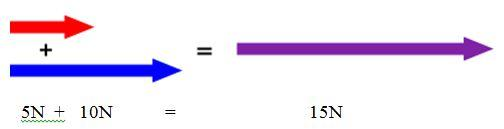 + =
5N + 10N = 15N